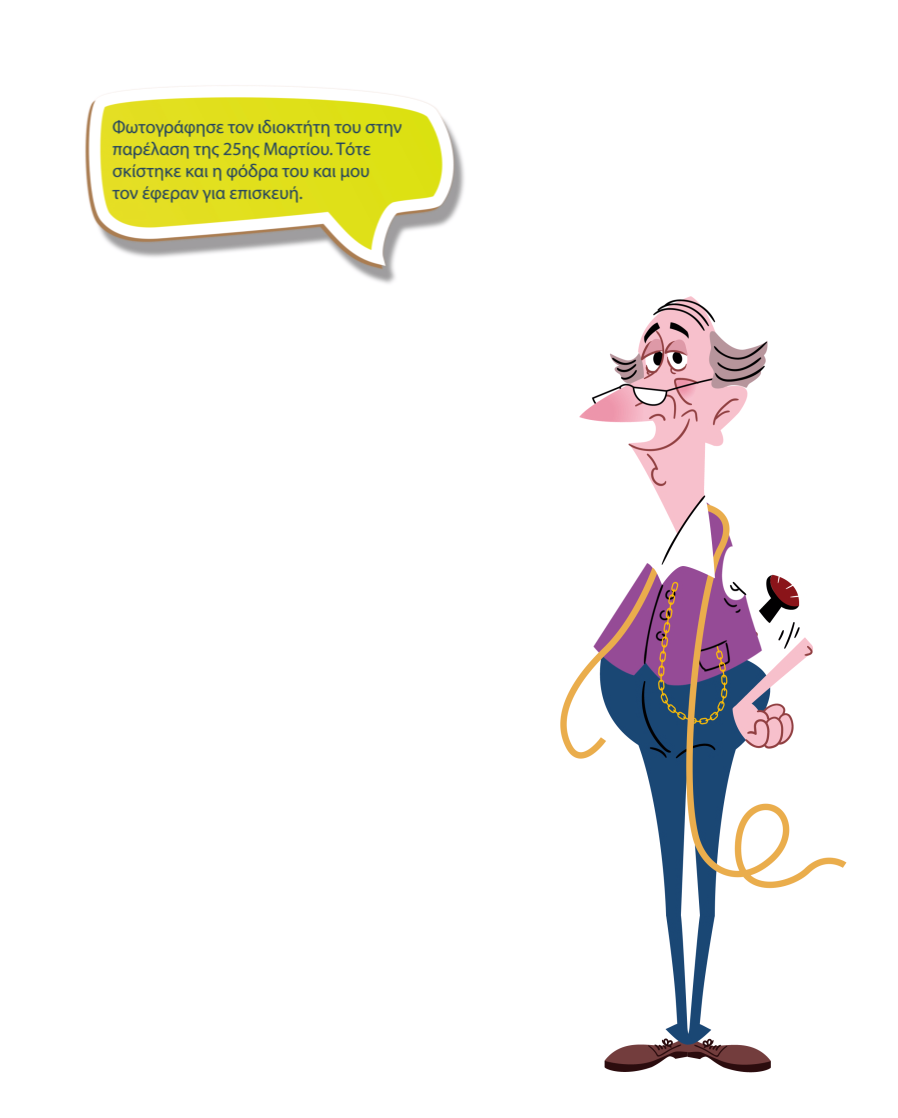 Φωτογράφησε τον ιδιοκτήτη του στην
παρέλαση της 25ης Μαρτίου. Τότε
σκίστηκε και η φόδρα του και μου
τον έφεραν για επισκευή.